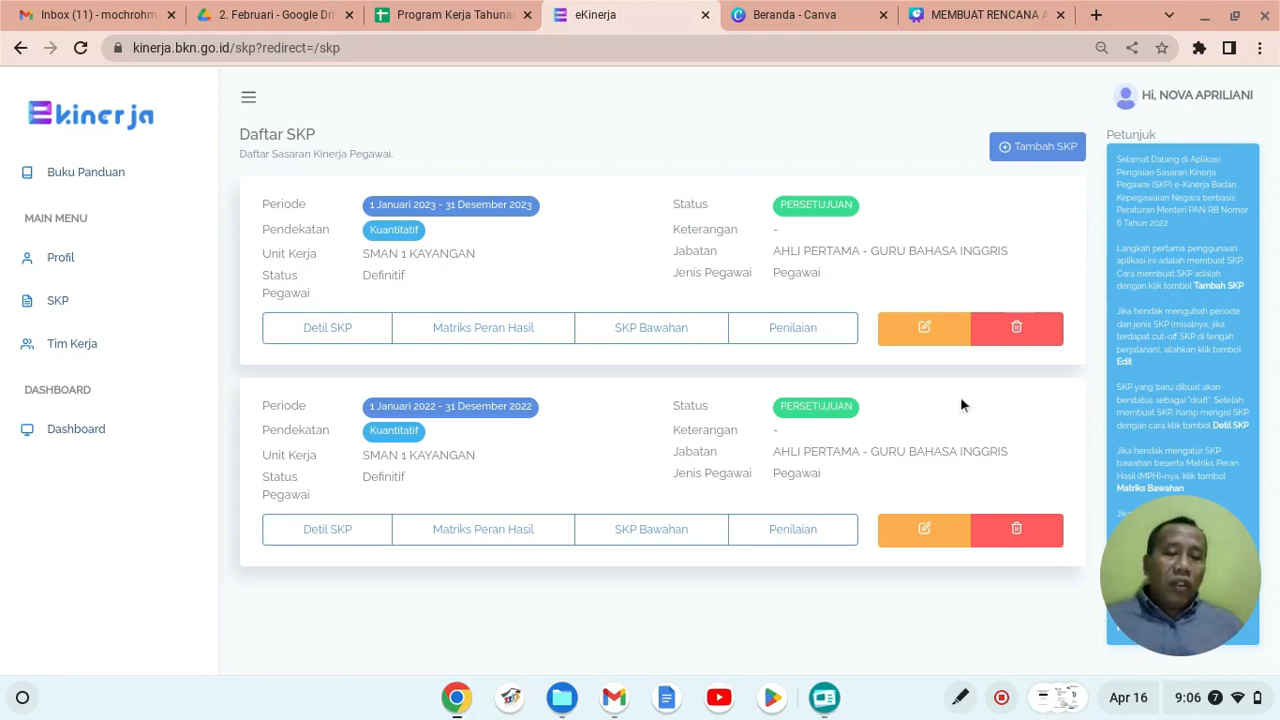 Inbox (11) - mochrohm
2. Februari - Google Dri
Program Kerja Tahuna
eKinerja
Beranda - Canva
MEMBUAT RENCANA A
kinerja.bkn.go.id/skp?redirect=/skp
Ekinerja
Buku Panduan
MAIN MENU
Profil
SKP
Tim Kerja
DASHBOARD
Dashboard
Hi, NOVA APRILIANI
Daftar SKP
Daftar Sasaran Kinerja Pegawai.
Tambah SKP
Periode 1 Januari 2023 - 31 Desember 2023 Status PERSETUJUAN
Pendekatan Kuantitatif Keterangan -
Unit Kerja SMAN 1 KAYANGAN Jabatan AHLI PERTAMA - GURU BAHASA INGGRIS
Status Pegawai Definitif Jenis Pegawai Pegawai
Detil SKP Matriks Peran Hasil SKP Bawahan Penilaian
Periode 1 Januari 2022 - 31 Desember 2022 Status PERSETUJUAN
Pendekatan Kuantitatif Keterangan -
Unit Kerja SMAN 1 KAYANGAN Jabatan AHLI PERTAMA - GURU BAHASA INGGRIS
Status Pegawai Definitif Jenis Pegawai Pegawai
Detil SKP Matriks Peran Hasil SKP Bawahan Penilaian
Petunjuk
Selamat Datang di Aplikasi
Pengisian Sasaran Kinerja
Pegawai (SKP) e-Kinerja Badan
Kepegawaian Negara berbasis
Peraturan Menteri PAN RB Nomor
6 Tahun 2022
Langkah pertama penggunaan
aplikasi ini adalah membuat SKP
Cara membuat SKP adalah
dengan klik tombol Tambah SKP
Jika hendak mengubah periode
dan jenis SKP (misalnya, jika
terdapat cut-off SKP di tengah
perjalanan), silahkan klik tombol
Edit
SKP yang baru dibuat akan
berstatus sebagai "draft" Setelah
membuat SKP, harap mengisi SKP
dengan cara klik tombol Detil SKP
Jika hendak mengatur SKP
bawahan beserta Matriks Peran
Hasil (MPH)-nya, klik tombol
Matriks Bawahan
Apr 16
9:06
7